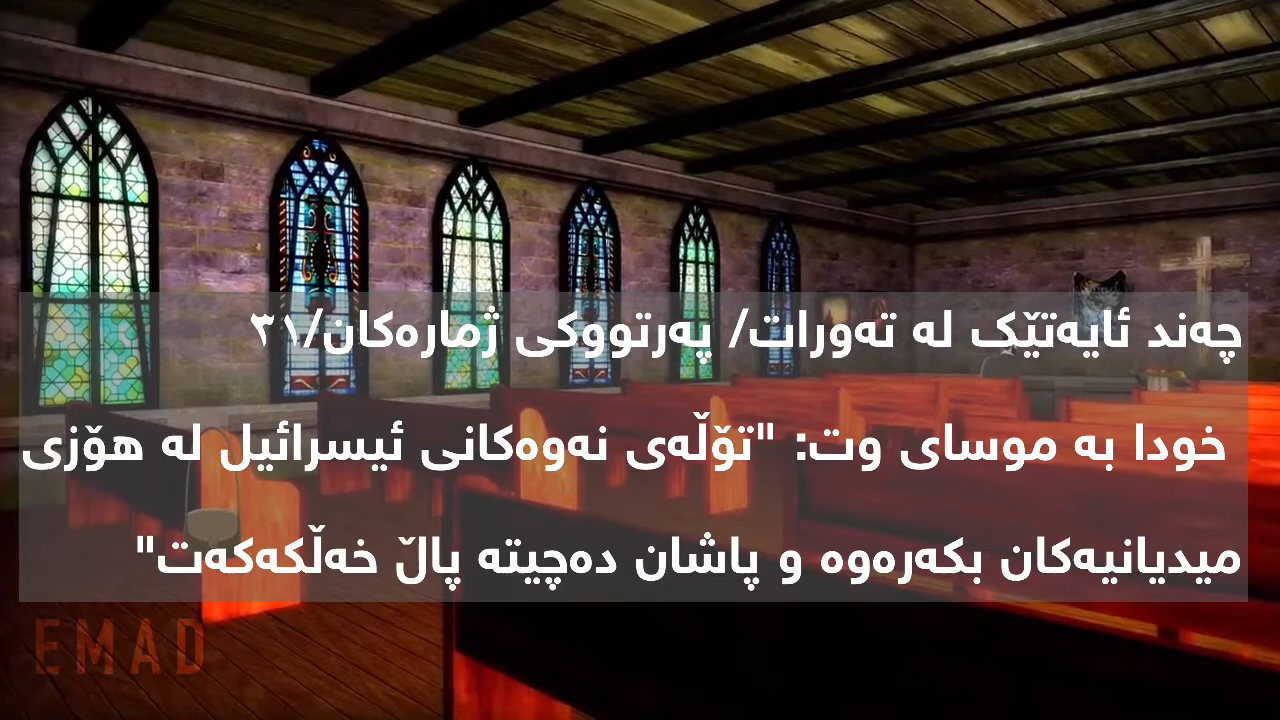 چەند ئایەتێک لە تەورات/ پەرتووکی ژمارەکان/٣١
خودا بە موسای وت: "تۆڵەی نەوەکانی ئیسرائیل لە هۆزی
میدیانیەکان بکەرەوە و پاشان دەچیتە پاڵ خەڵکەکەت"
EMAD